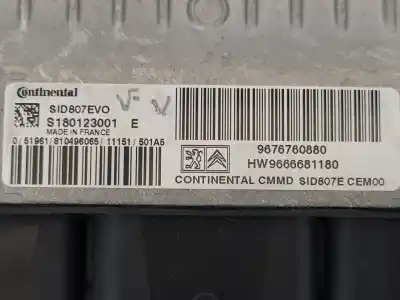 Continental
SID807EVO
V- V
S180123001 E
MADE IN FRANCE
0/51961/810496065/11151/501A5
9676760880
HW9666681180
CONTINENTAL CMMD SID807E CEM00